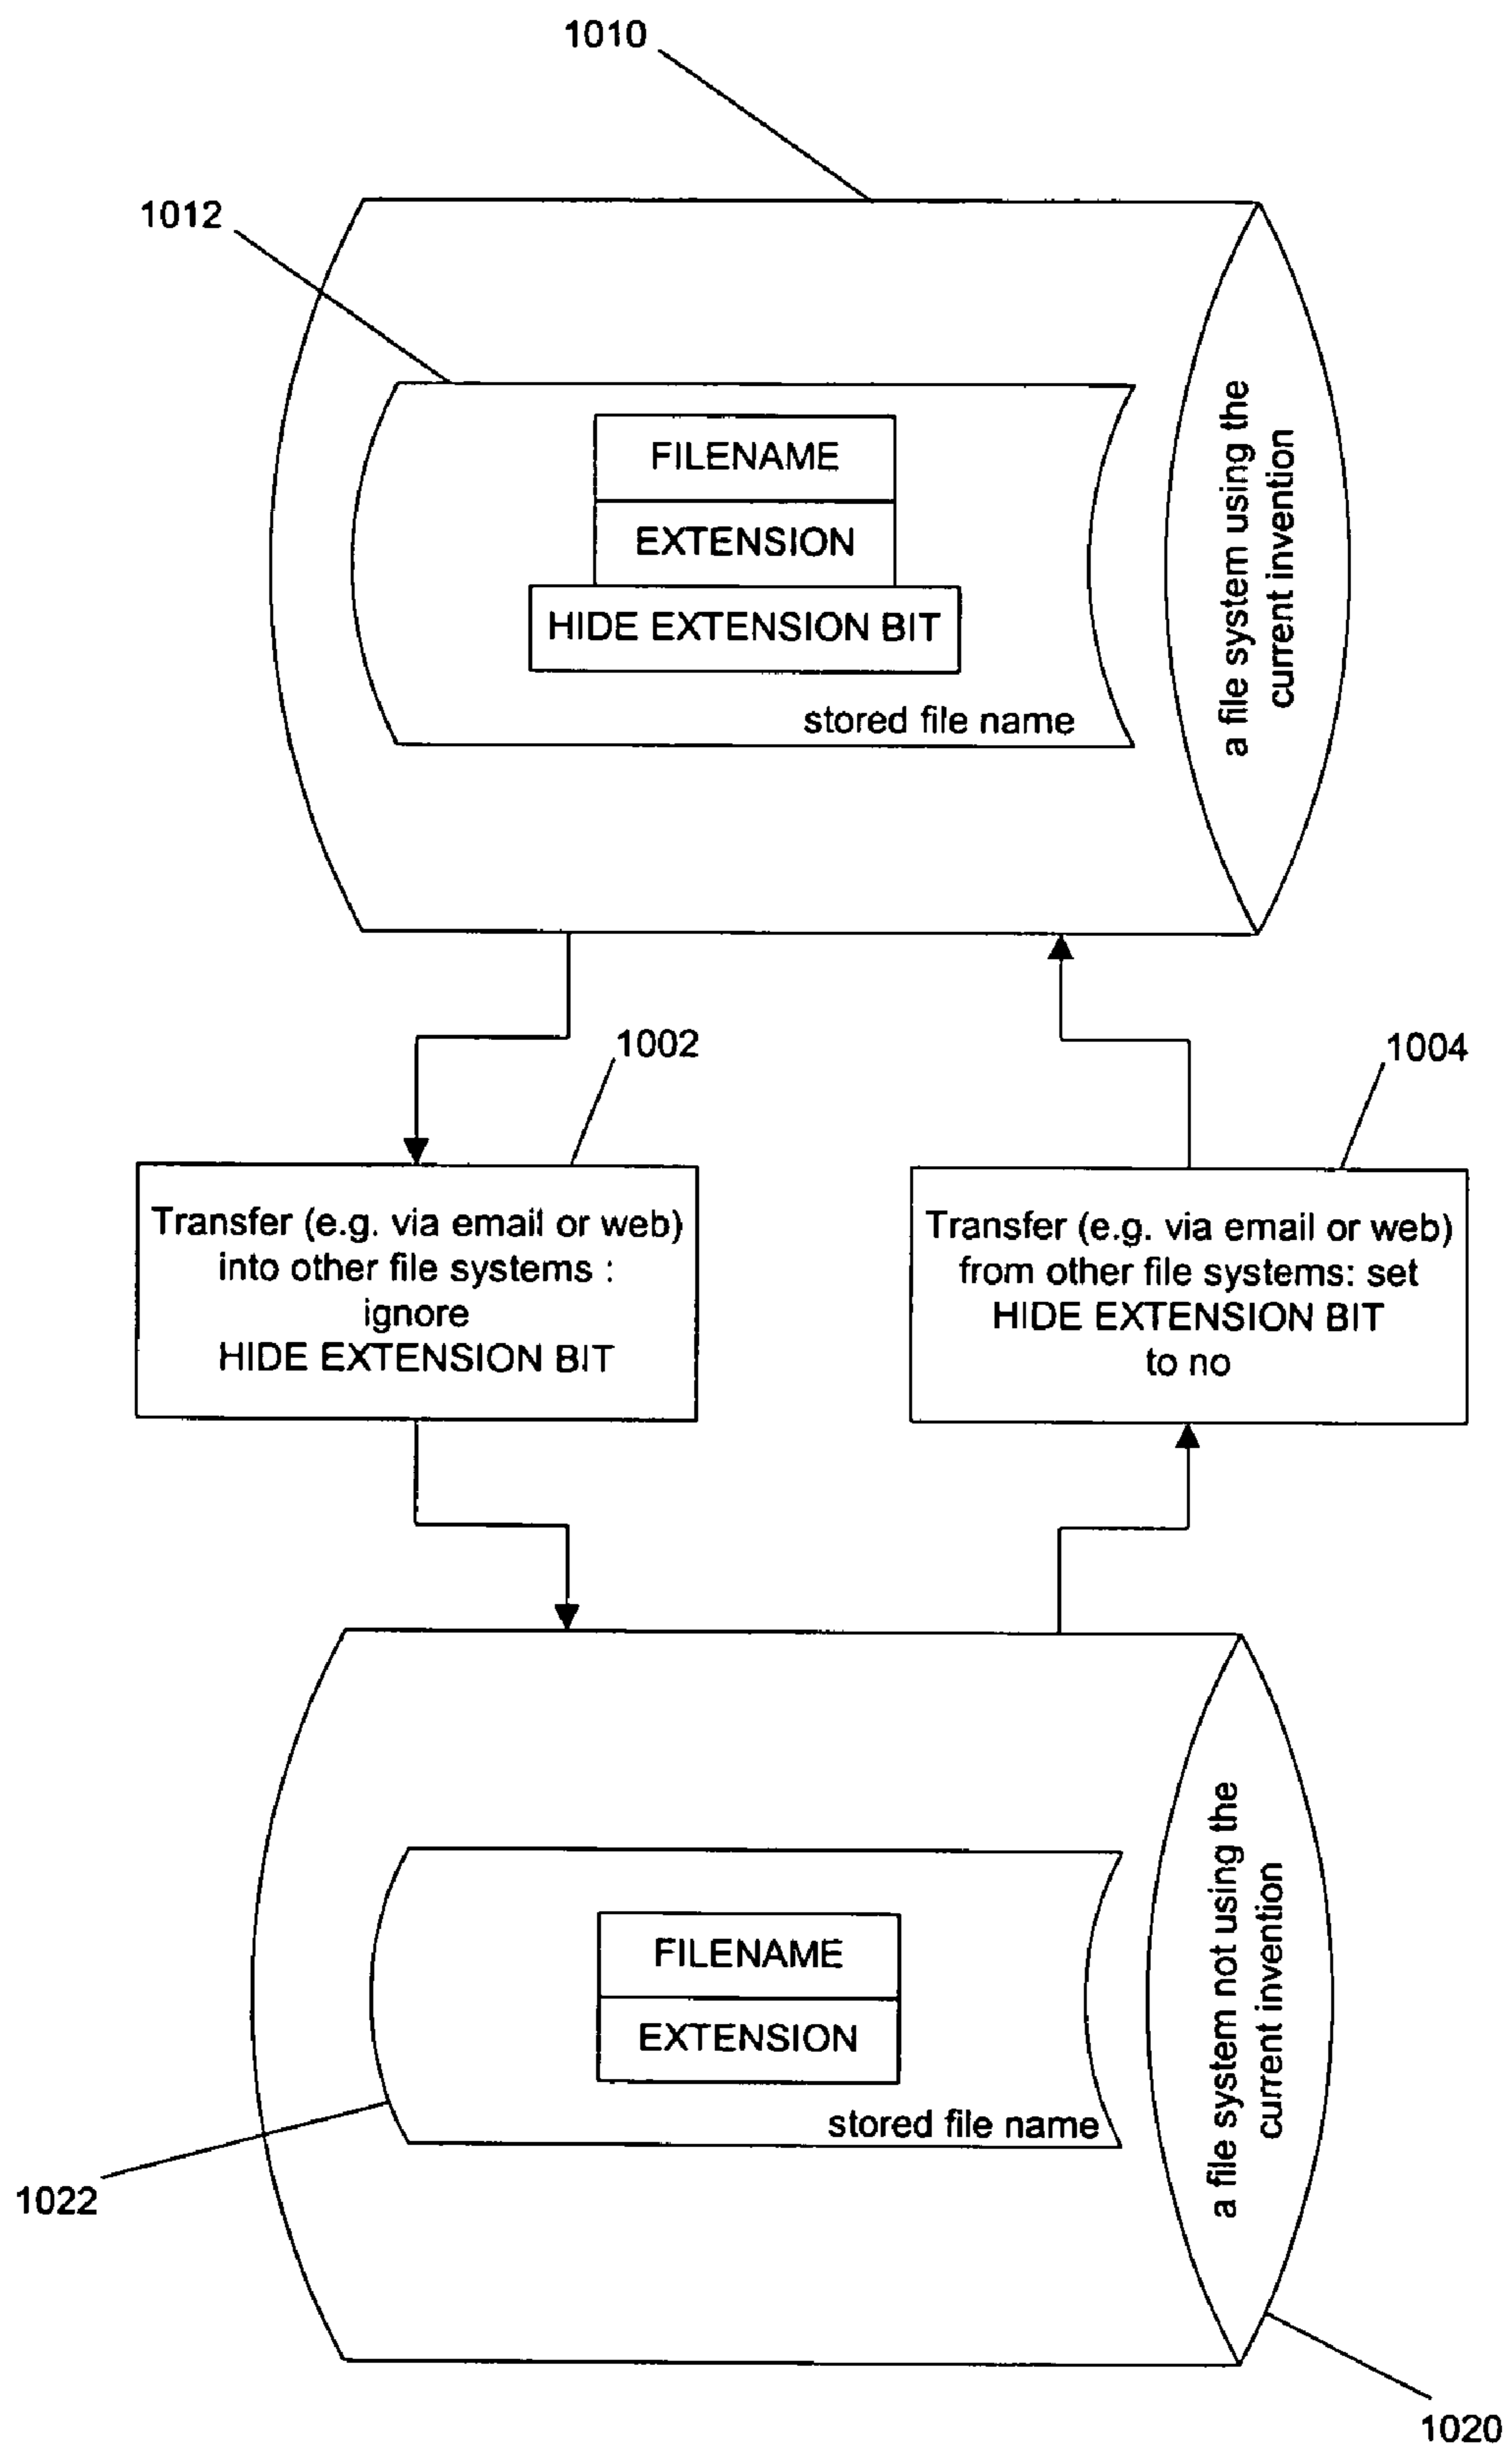 1010
1012
FILENAME
EXTENSION
HIDE EXTENSION BIT
stored file name
a file system using the
current invention
1002
1004
Transfer (e.g. via email or web)
into other file systems :
ignore
HIDE EXTENSION BIT
Transfer (e.g. via email or web)
from other file systems: set
HIDE EXTENSION BIT
to no
FILENAME
EXTENSION
stored file name
a file system not using the
current invention
1022
1020